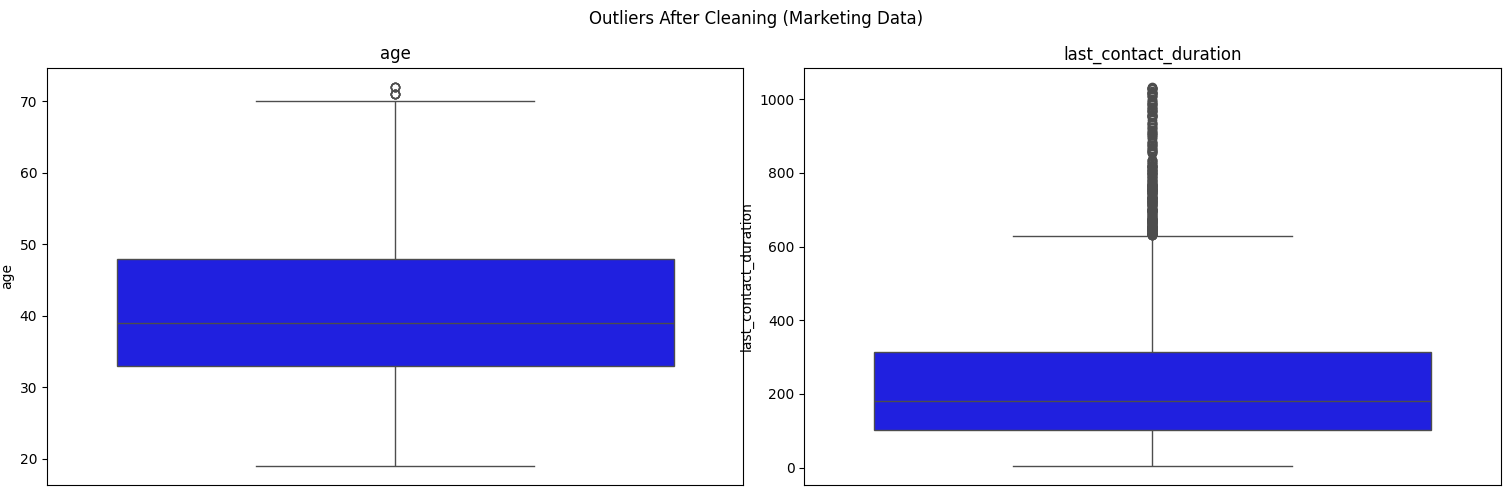 Outliers After Cleaning (Marketing Data)
age
70
60
50
40
30
20
age
last_contact_duration
1000
800
600
400
200
0
last_contact_duration